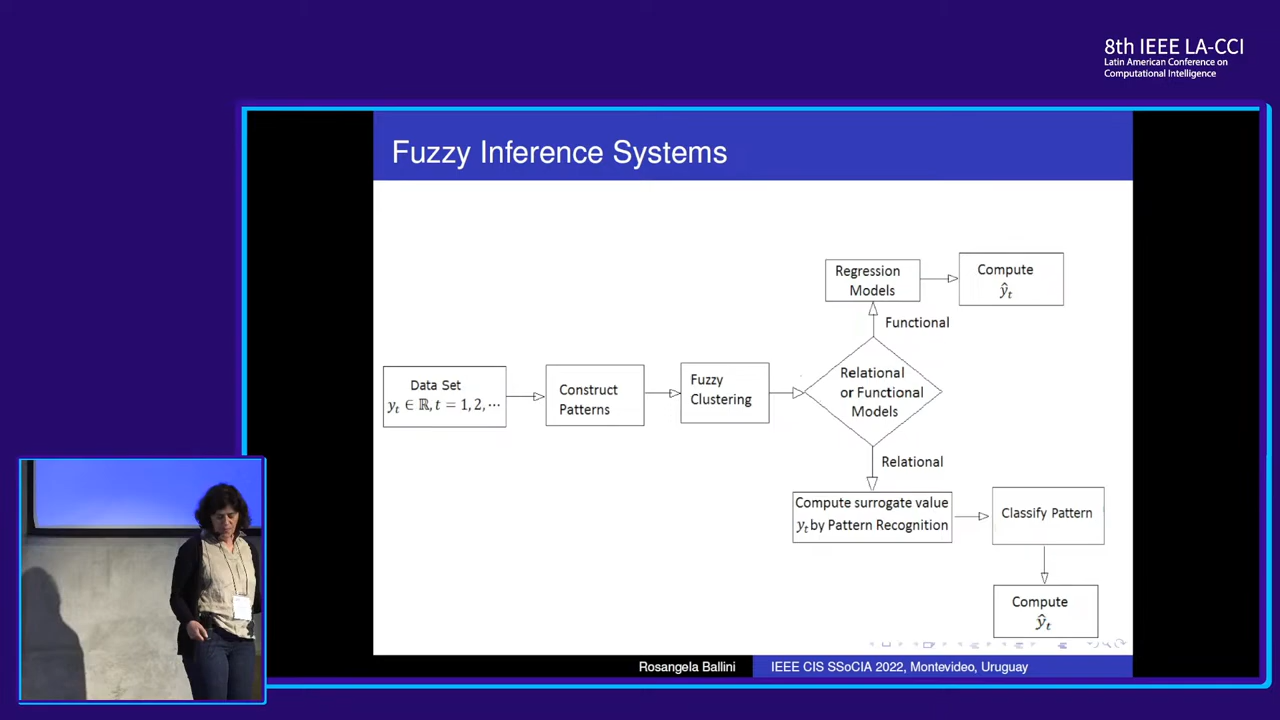 8th IEEE LA-CCI
Latin American Conference on
Computational Intelligence
Fuzzy Inference Systems
Data Set
yₜ ∈ ℝ, t = 1, 2, ⋯
Construct
Patterns
Fuzzy
Clustering
Relational
or Functional
Models
Functional
Regression
Models
Compute
ŷₜ
Relational
Compute surrogate value
yₜ by Pattern Recognition
Classify Pattern
Compute
ŷₜ
Rosangela Ballini
IEEE CIS SSoCIA 2022, Montevideo, Uruguay